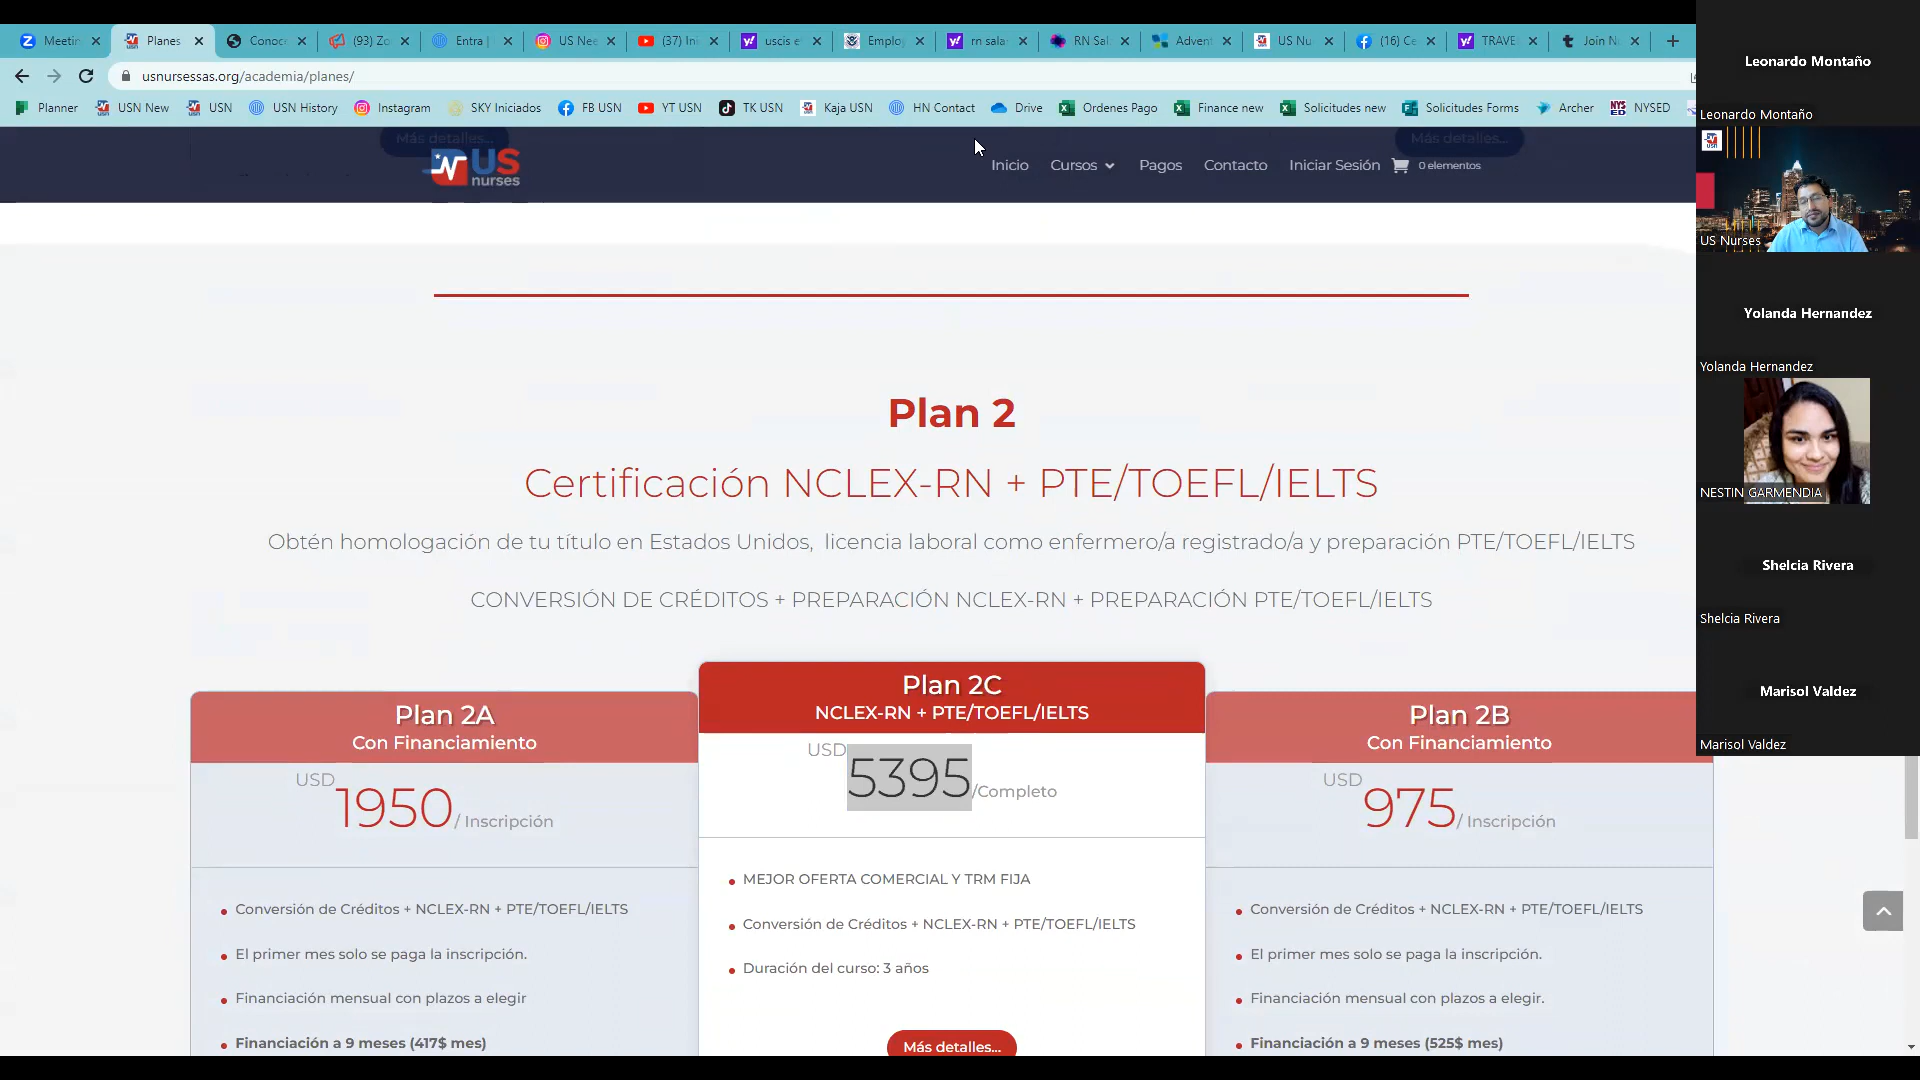 Meetin
Planes
Conoce
(93) Zo
Entra |
US Nee
(37) Ini
uscis e
Employ
rn sala
RN Sal
Advent
US Nu
(16) Ce
TRAVE
Join N
usnursessas.org/academia/planes/
Planner
USN New
USN
USN History
Instagram
SKY Iniciados
FB USN
YT USN
TK USN
Kaja USN
HN Contact
Drive
Ordenes Pago
Finance new
Solicitudes new
Solicitudes Forms
Archer
NYSED
Más detalles...
Más detalles...
US
nurses
Inicio
Cursos
Pagos
Contacto
Iniciar Sesión
0 elementos
Plan 2
Certificación NCLEX-RN + PTE/TOEFL/IELTS
Obtén homologación de tu título en Estados Unidos, licencia laboral como enfermero/a registrado/a y preparación PTE/TOEFL/IELTS
CONVERSIÓN DE CRÉDITOS + PREPARACIÓN NCLEX-RN + PREPARACIÓN PTE/TOEFL/IELTS
Plan 2A
Con Financiamiento
USD 1950 / Inscripción
Conversión de Créditos + NCLEX-RN + PTE/TOEFL/IELTS
El primer mes solo se paga la inscripción.
Financiación mensual con plazos a elegir
Financiación a 9 meses (417$ mes)
Plan 2C
NCLEX-RN + PTE/TOEFL/IELTS
USD 5395 /Completo
MEJOR OFERTA COMERCIAL Y TRM FIJA
Conversión de Créditos + NCLEX-RN + PTE/TOEFL/IELTS
Duración del curso: 3 años
Más detalles...
Plan 2B
Con Financiamiento
USD 975 / Inscripción
Conversión de Créditos + NCLEX-RN + PTE/TOEFL/IELTS
El primer mes solo se paga la inscripción.
Financiación mensual con plazos a elegir.
Financiación a 9 meses (525$ mes)
Leonardo Montaño
Leonardo Montaño
US Nurses
Yolanda Hernandez
Yolanda Hernandez
NESTIN GARMENDIA
Shelcia Rivera
Shelcia Rivera
Marisol Valdez
Marisol Valdez